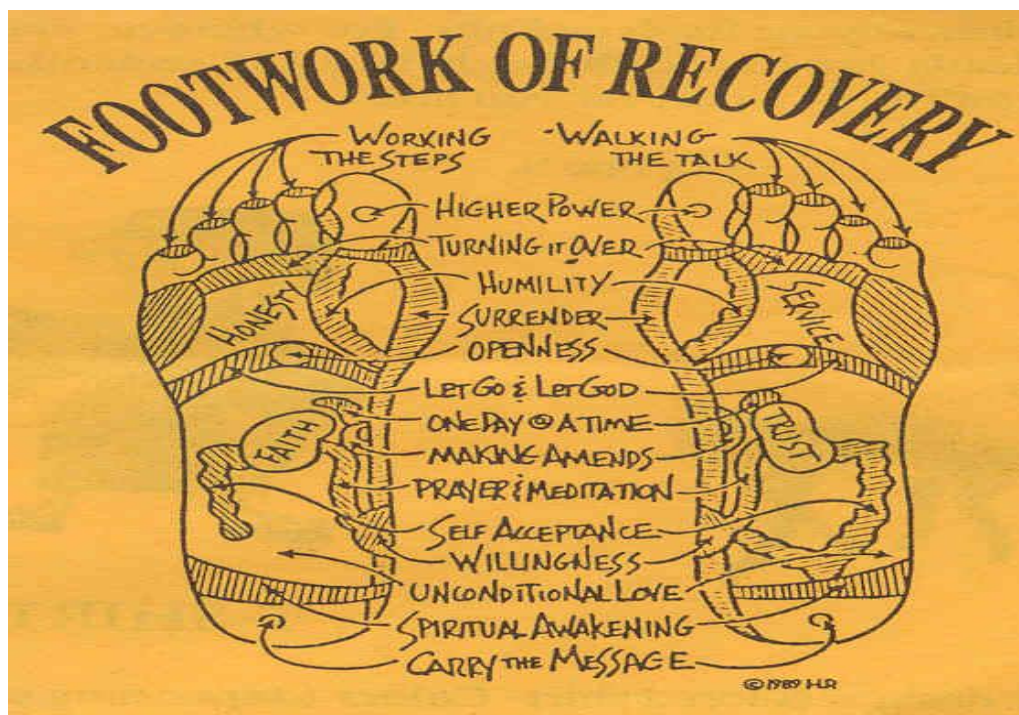 FOOTWORK OF RECOVERY
WORKING
THE STEPS
-WALKING
THE TALK
HIGHER POWER
TURNING IT OVER
HUMILITY
HONESTY
SERVICE
SURRENDER
OPENNESS
LET GO & LET GOD
ONE DAY @ A TIME
FAITH
TRUST
MAKING AMENDS
PRAYER & MEDITATION
SELF ACCEPTANCE
WILLINGNESS
UNCONDITIONAL LOVE
SPIRITUAL AWAKENING
CARRY THE MESSAGE